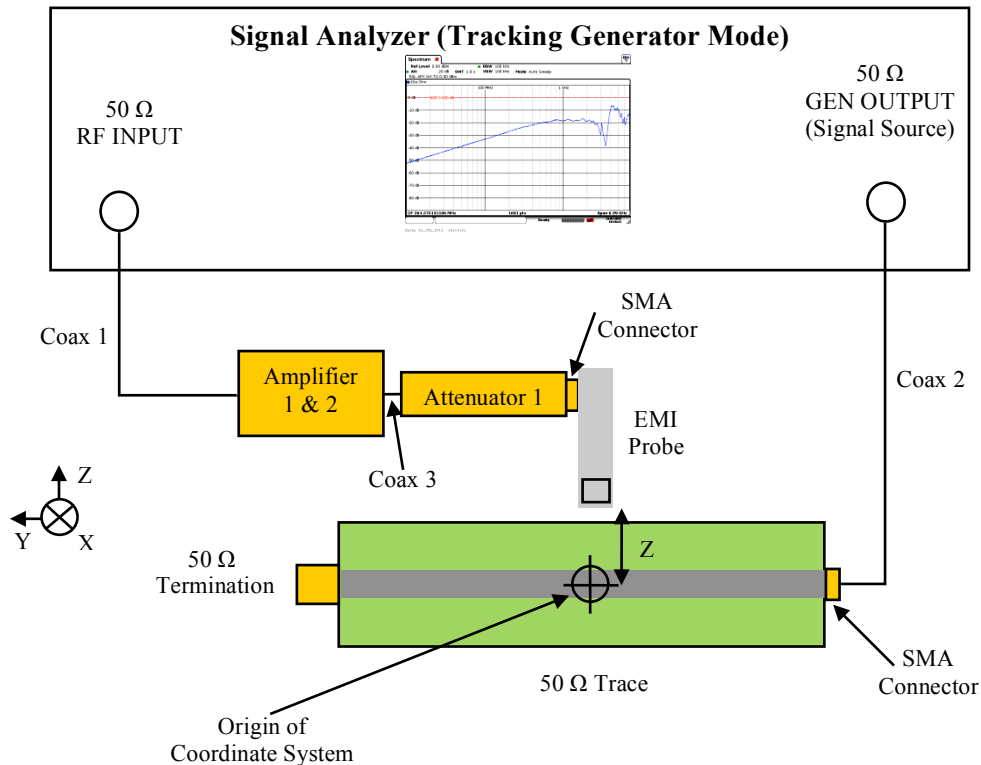 Signal Analyzer (Tracking Generator Mode)
Spectrum
50 Ω
RF INPUT
50 Ω
GEN OUTPUT
(Signal Source)
Coax 1
SMA
Connector
Amplifier
1 & 2
Attenuator 1
Coax 2
EMI
Probe
Coax 3
Z
Y
X
Z
50 Ω
Termination
50 Ω Trace
SMA
Connector
Origin of
Coordinate System